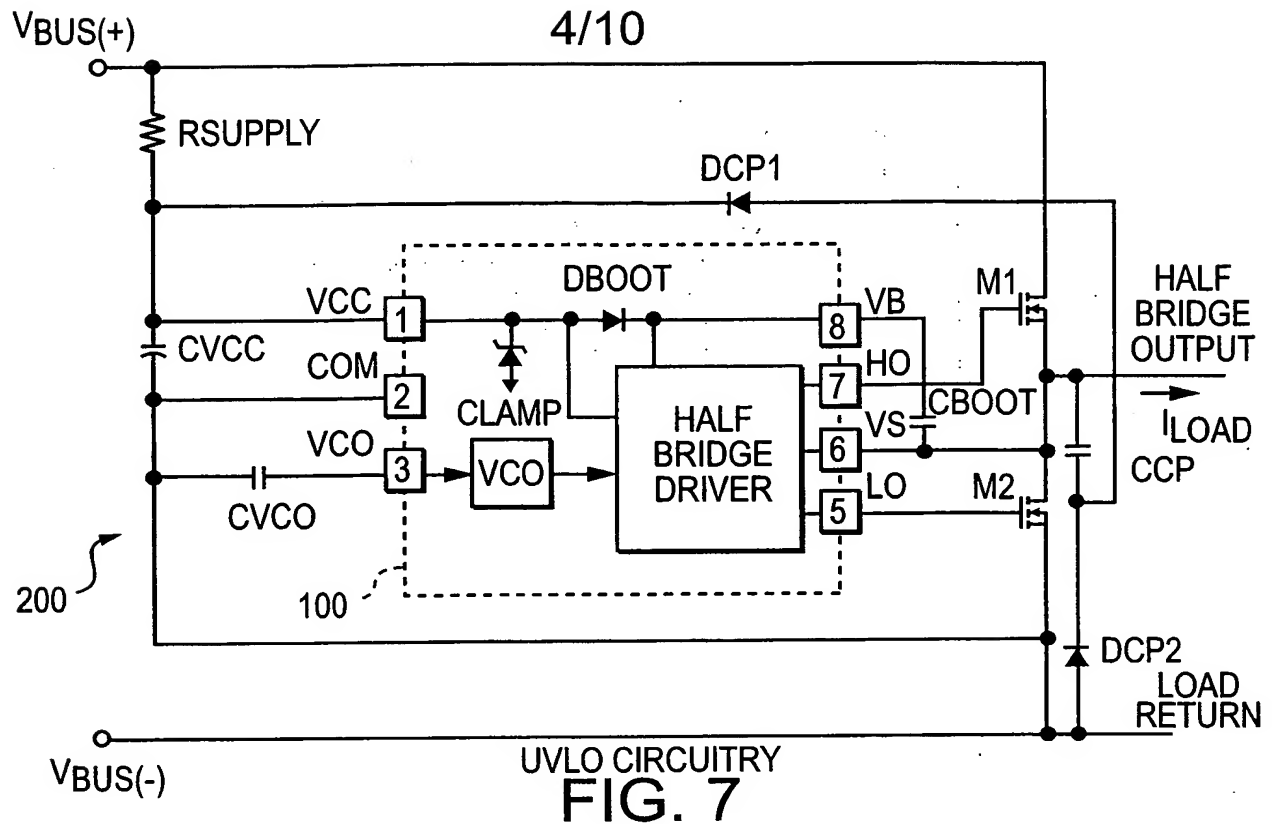 4/10
VBUS(+)
RSUPPLY
DCP1
DBOOT
VCC
1
8
VB
M1
HALF
BRIDGE
OUTPUT
CVCC
COM
2
CLAMP
7
HO
CBOOT
ILOAD
VCO
3
VCO
HALF
BRIDGE
DRIVER
6
VS
CCP
CVCO
5
LO
M2
200
100
DCP2
LOAD
RETURN
VBUS(-)
UVLO CIRCUITRY
FIG. 7